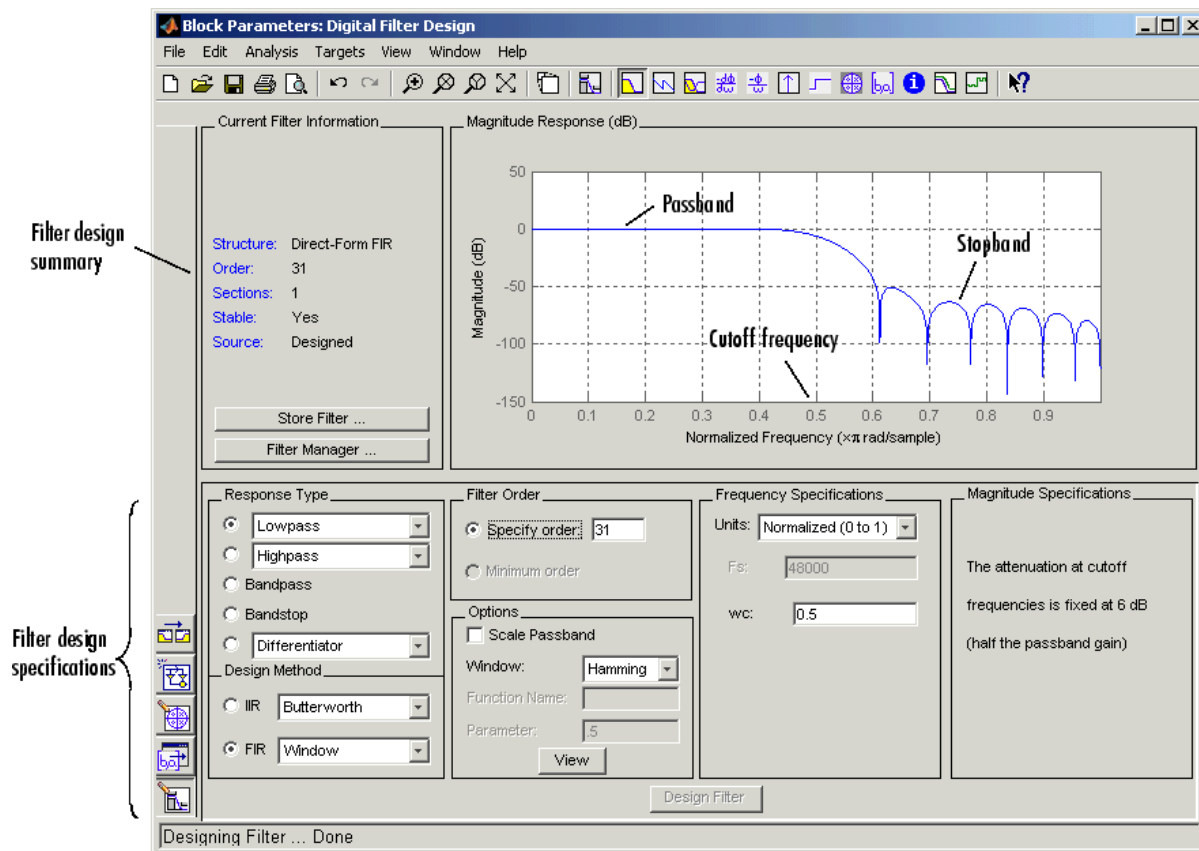 Block Parameters: Digital Filter Design
File Edit Analysis Targets View Window Help
Current Filter Information
Structure: Direct-Form FIR
Order: 31
Sections: 1
Stable: Yes
Source: Designed
Store Filter ...
Filter Manager ...
Filter design
summary
Magnitude Response (dB)
50
0
-50
-100
-150
Magnitude (dB)
Passband
Stopband
Cutoff frequency
0 0.1 0.2 0.3 0.4 0.5 0.6 0.7 0.8 0.9
Normalized Frequency (×π rad/sample)
Filter design
specifications
Response Type
Lowpass
Highpass
Bandpass
Bandstop
Differentiator
Design Method
IIR Butterworth
FIR Window
Filter Order
Specify order: 31
Minimum order
Options
Scale Passband
Window: Hamming
Function Name:
Parameter: .5
View
Frequency Specifications
Units: Normalized (0 to 1)
Fs: 48000
wc: 0.5
Magnitude Specifications
The attenuation at cutoff
frequencies is fixed at 6 dB
(half the passband gain)
Design Filter
Designing Filter ... Done